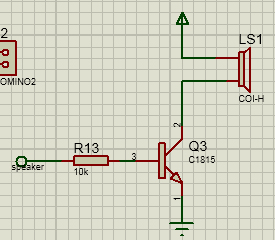 2
OMINO2
LS1
COI-H
2
Q3
C1815
3
R13
10k
speaker
1